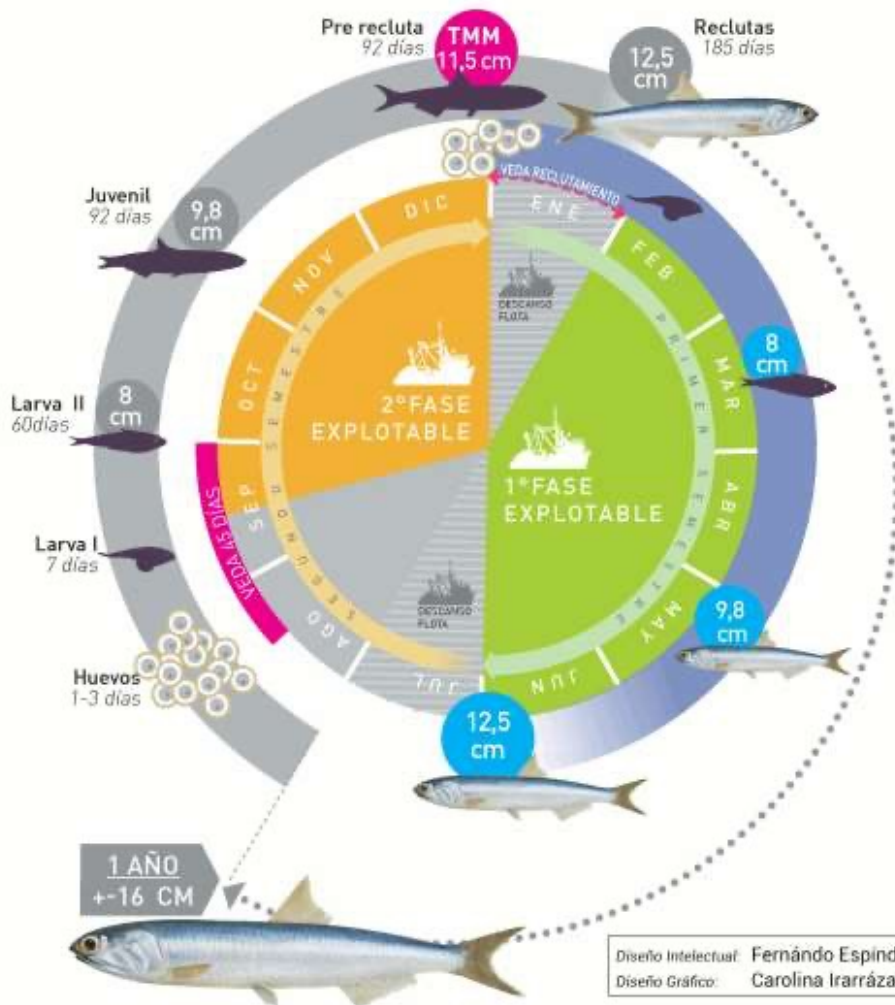 Pre recluta
92 días
TMM
11,5 cm
12,5
cm
Reclutas
185 días
Juvenil
92 días
9,8
cm
VEDA RECLUTAMIENTO
DIC
ENE
NOV
FEB
DESCANSO
FLOTA
SEGUNDO SEMESTRE
PRIMER SEMESTRE
OCT
MAR
8
cm
Larva II
60días
8
cm
2°FASE
EXPLOTABLE
1°FASE
EXPLOTABLE
SEP
ABR
VEDA 45 DÍAS
Larva I
7 días
AGO
MAY
DESCANSO
FLOTA
9,8
cm
Huevos
1-3 días
JUL
JUN
12,5
cm
1 AÑO
+-16 CM
Diseño Intelectual: Fernándo Espínd
Diseño Gráfico: Carolina Irarráza